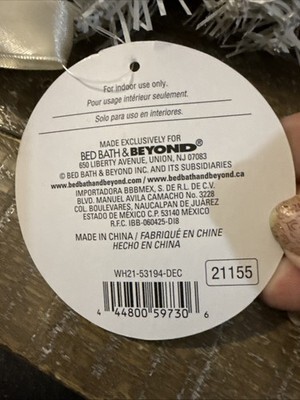 For indoor use only.
Pour usage intérieur seulement.
Solo para uso en interiores.
MADE EXCLUSIVELY FOR
BED BATH & BEYOND®
650 LIBERTY AVENUE, UNION, NJ 07083
© BED BATH & BEYOND INC. AND ITS SUBSIDIARIES
www.bedbathandbeyond.com / www.bedbathandbeyond.ca
IMPORTADORA BBBMEX, S. DE R.L. DE C.V.
BLVD. MANUEL AVILA CAMACHO No. 3228
COL. BOULEVARES, NAUCALPAN DE JUÁREZ
ESTADO DE MÉXICO C.P. 53140 MÉXICO
R.F.C. IBB-060425-DI8
MADE IN CHINA / FABRIQUÉ EN CHINE
HECHO EN CHINA
WH21-53194-DEC
21155
4 44800 59730 6